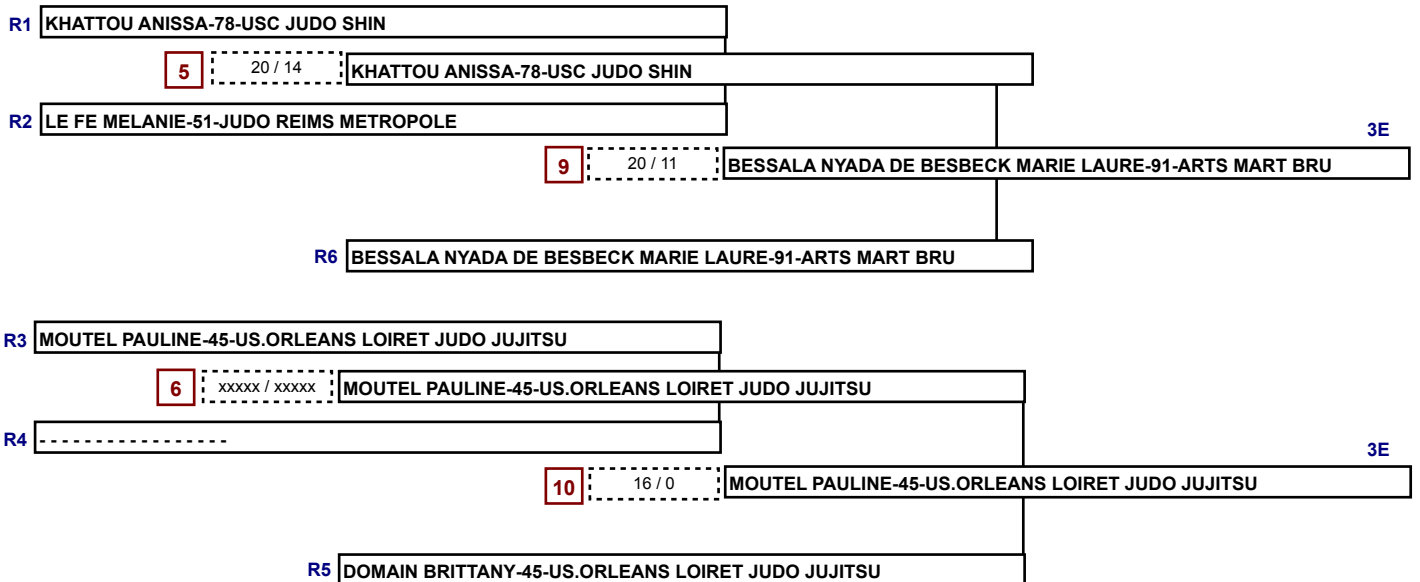 R1 KHATTOU ANISSA-78-USC JUDO SHIN
5 20 / 14 KHATTOU ANISSA-78-USC JUDO SHIN
R2 LE FE MELANIE-51-JUDO REIMS METROPOLE
3E
9 20 / 11 BESSALA NYADA DE BESBECK MARIE LAURE-91-ARTS MART BRU
R6 BESSALA NYADA DE BESBECK MARIE LAURE-91-ARTS MART BRU
R3 MOUTEL PAULINE-45-US.ORLEANS LOIRET JUDO JUJITSU
6 xxxxx / xxxxx MOUTEL PAULINE-45-US.ORLEANS LOIRET JUDO JUJITSU
R4 - - - - - - - - - - - - - - - - -
3E
10 16 / 0 MOUTEL PAULINE-45-US.ORLEANS LOIRET JUDO JUJITSU
R5 DOMAIN BRITTANY-45-US.ORLEANS LOIRET JUDO JUJITSU